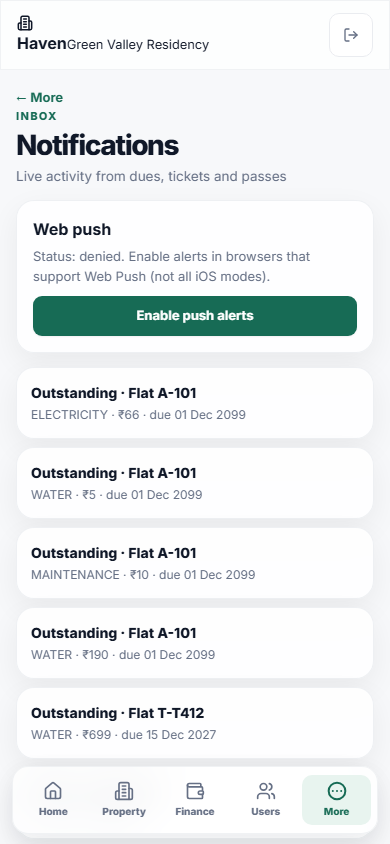 HavenGreen Valley Residency
← More
INBOX
Notifications
Live activity from dues, tickets and passes
Web push
Status: denied. Enable alerts in browsers that
support Web Push (not all iOS modes).
Enable push alerts
Outstanding · Flat A-101
ELECTRICITY · ₹66 · due 01 Dec 2099
Outstanding · Flat A-101
WATER · ₹5 · due 01 Dec 2099
Outstanding · Flat A-101
MAINTENANCE · ₹10 · due 01 Dec 2099
Outstanding · Flat A-101
WATER · ₹190 · due 01 Dec 2099
Outstanding · Flat T-T412
WATER · ₹699 · due 15 Dec 2027
Home Property Finance Users More